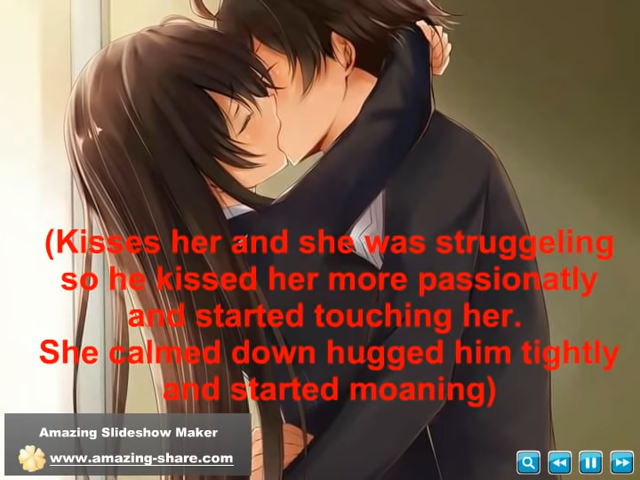 (Kisses her and she was struggeling
so he kissed her more passionatly
and started touching her.
She calmed down hugged him tightly
and started moaning)
Amazing Slideshow Maker
www.amazing-share.com